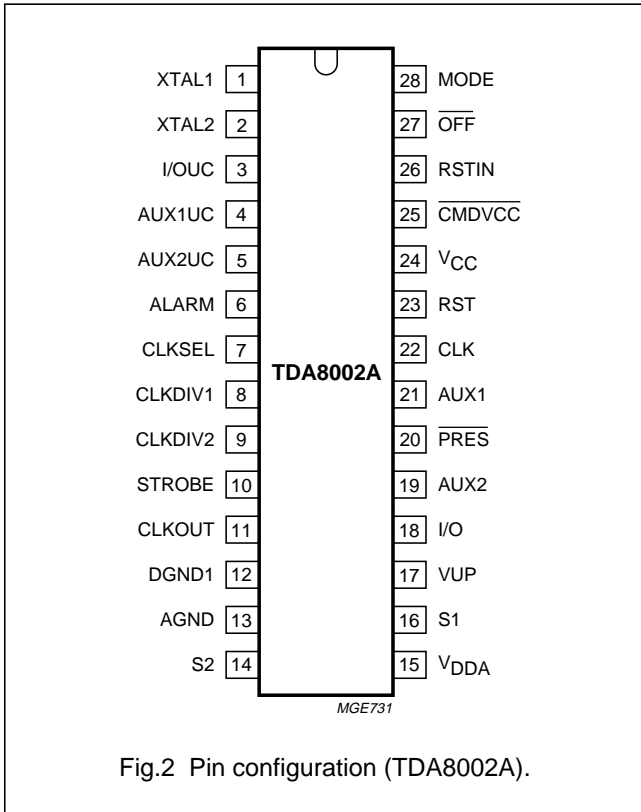 XTAL1 1 28 MODE
XTAL2 2 27 O̅F̅F̅
I/OUC 3 26 RSTIN
AUX1UC 4 25 C̅M̅D̅V̅C̅C̅
AUX2UC 5 24 VCC
ALARM 6 23 RST
CLKSEL 7 22 CLK
TDA8002A
CLKDIV1 8 21 AUX1
CLKDIV2 9 20 P̅R̅E̅S̅
STROBE 10 19 AUX2
CLKOUT 11 18 I/O
DGND1 12 17 VUP
AGND 13 16 S1
S2 14 15 VDDA
MGE731
Fig.2 Pin configuration (TDA8002A).